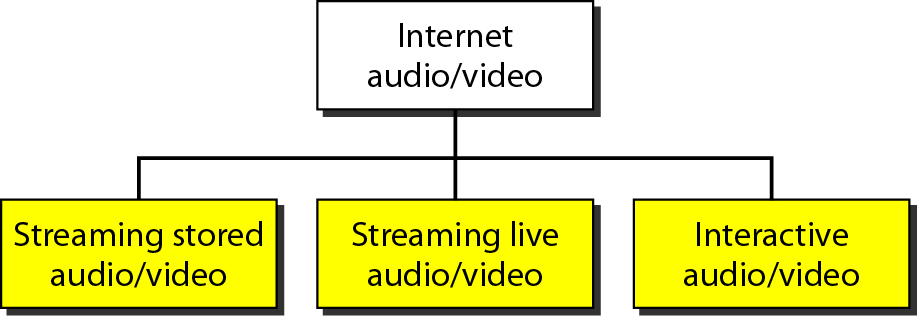 Internet
audio/video
Streaming stored
audio/video
Streaming live
audio/video
Interactive
audio/video